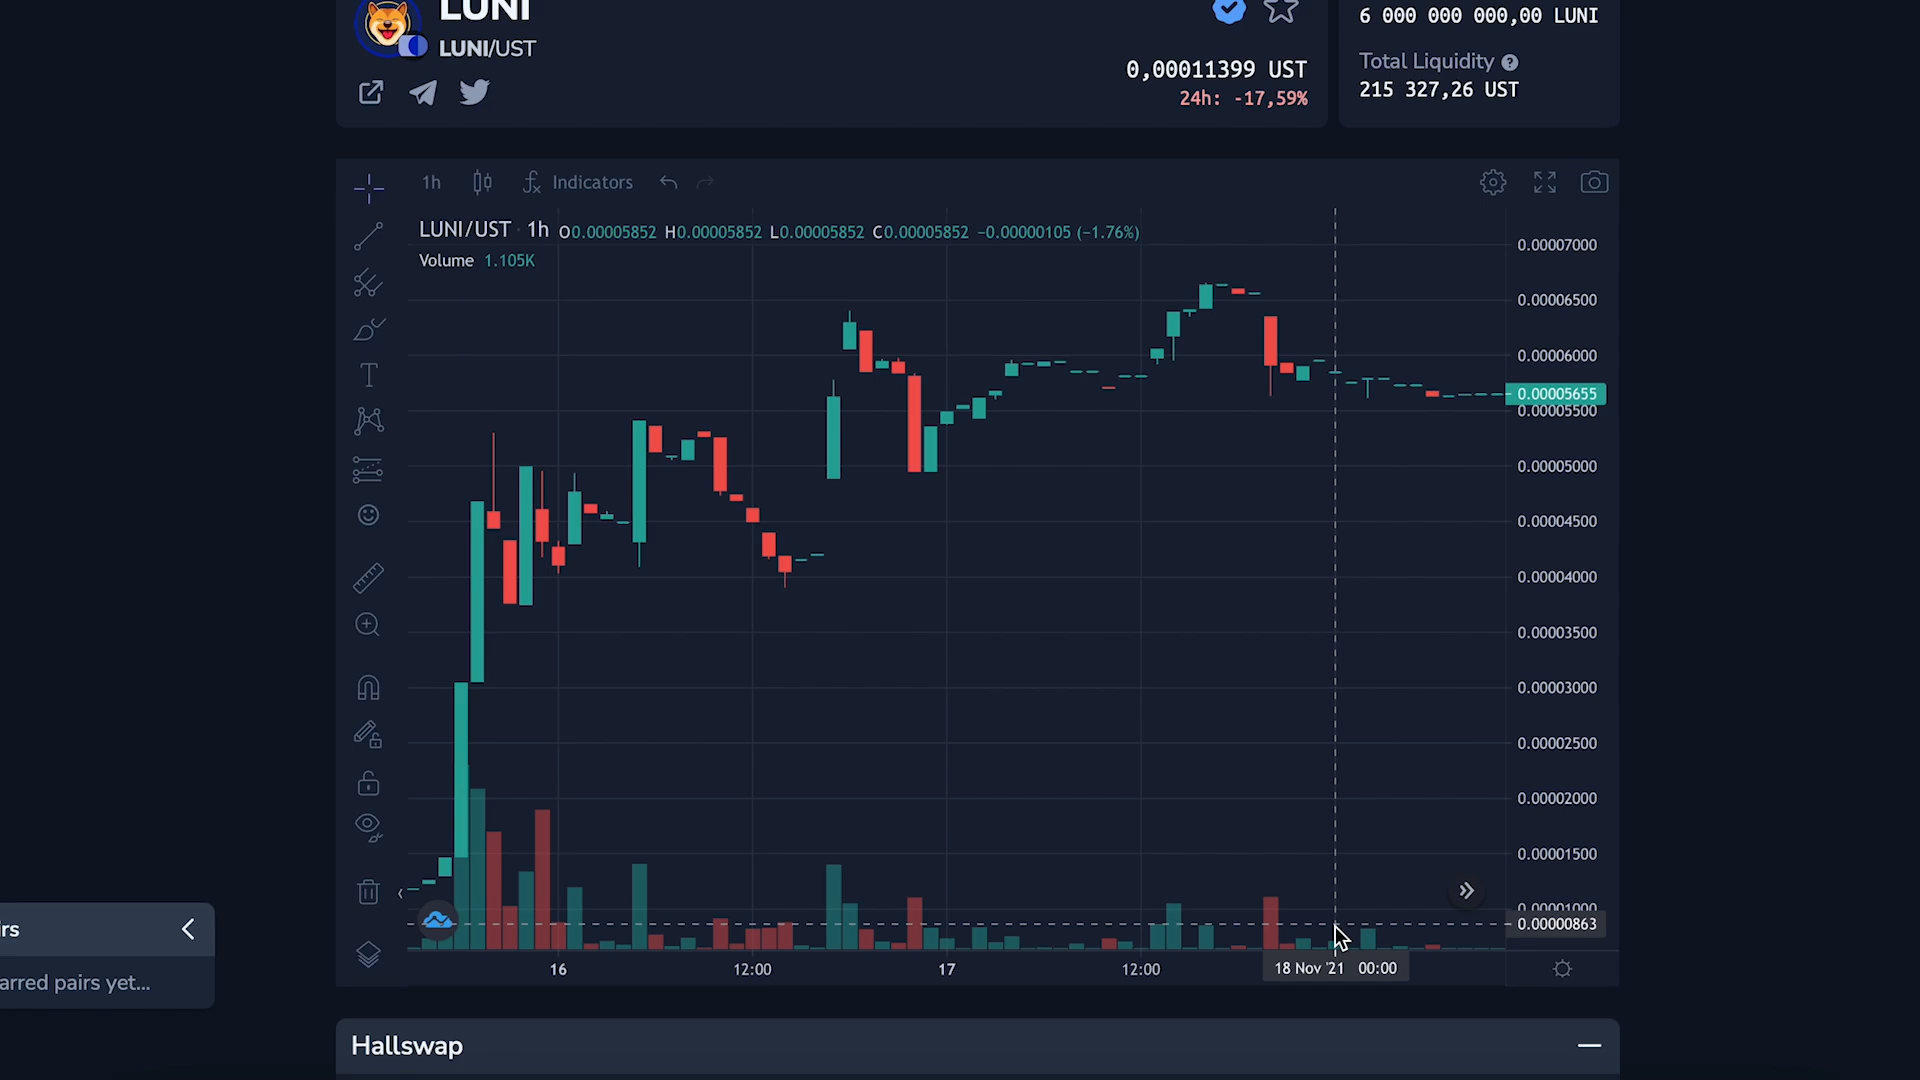 LUNI
LUNI/UST
0,00011399 UST
24h: -17,59%
6 000 000 000,00 LUNI
Total Liquidity ?
215 327,26 UST
1h
Indicators
LUNI/UST · 1h O0.00005852 H0.00005852 L0.00005852 C0.00005852 −0.00000105 (−1.76%)
Volume 1.105K
0.00007000
0.00006500
0.00006000
0.00005655
0.00005500
0.00005000
0.00004500
0.00004000
0.00003500
0.00003000
0.00002500
0.00002000
0.00001500
0.00001000
0.00000863
16
12:00
17
12:00
18 Nov '21 00:00
rs
arred pairs yet...
Hallswap